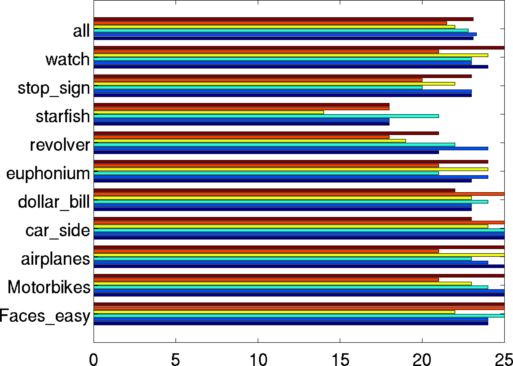 all
watch
stop_sign
starfish
revolver
euphonium
dollar_bill
car_side
airplanes
Motorbikes
Faces_easy
0 5 10 15 20 25